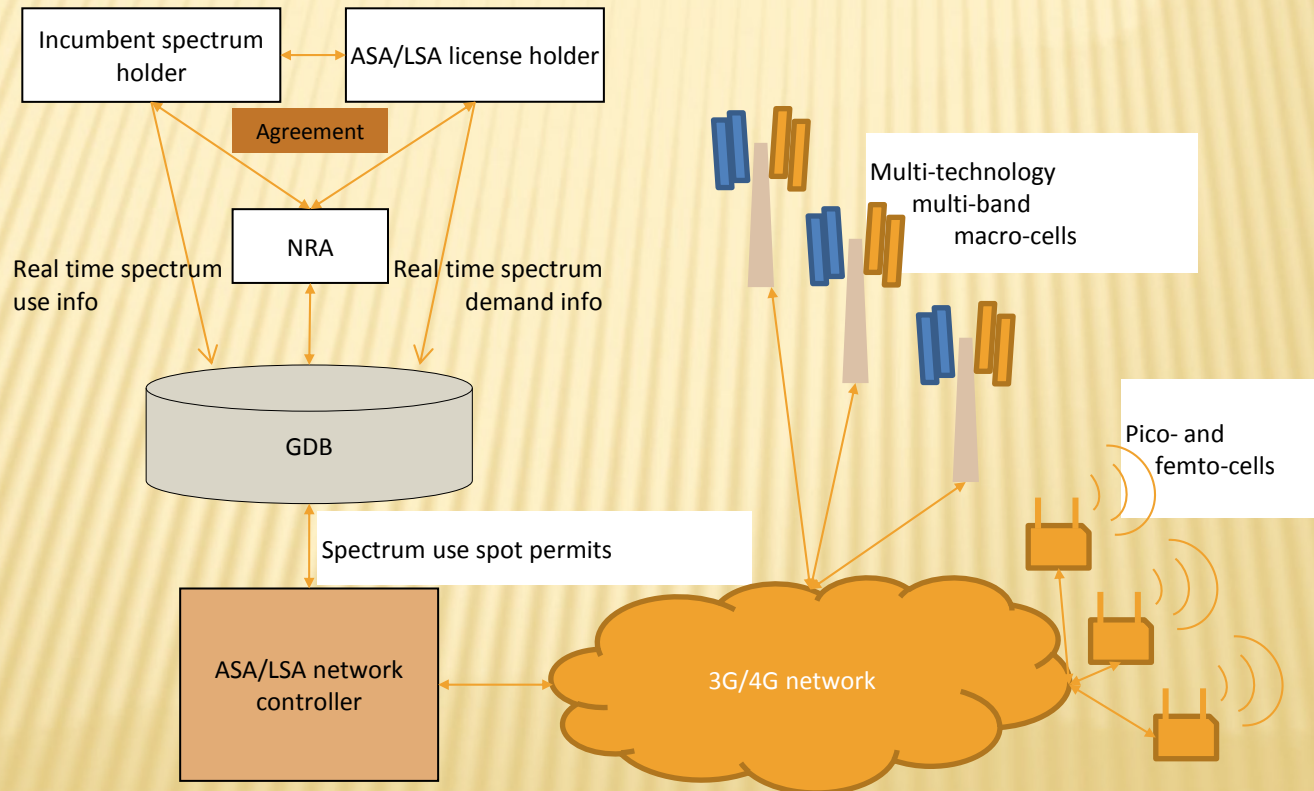 Incumbent spectrum
holder
ASA/LSA license holder
Agreement
NRA
Real time spectrum
use info
Real time spectrum
demand info
GDB
Spectrum use spot permits
ASA/LSA network
controller
3G/4G network
Multi-technology
multi-band
macro-cells
Pico- and
femto-cells